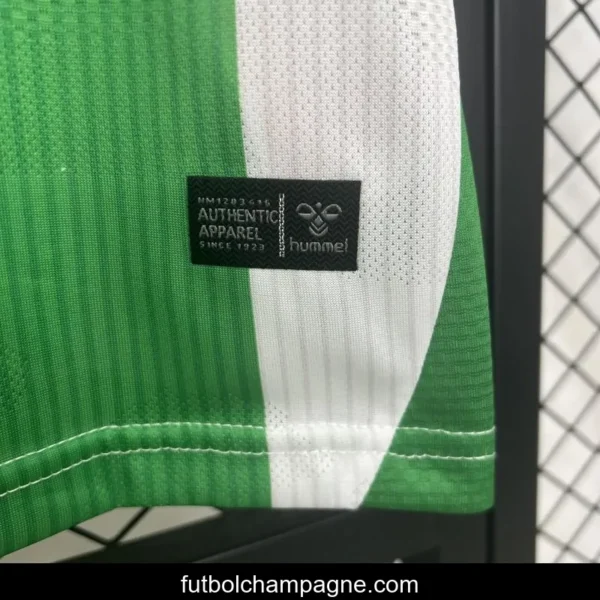 HM1203416
AUTHENTIC
APPAREL
SINCE 1923
hummel
futbolchampagne.com